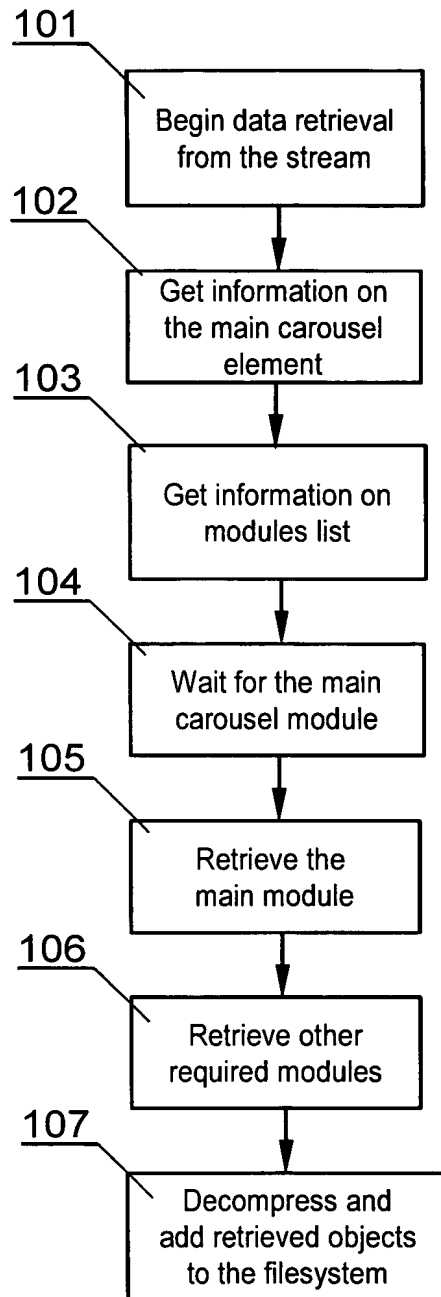 101
Begin data retrieval
from the stream
102
Get information on
the main carousel
element
103
Get information on
modules list
104
Wait for the main
carousel module
105
Retrieve the
main module
106
Retrieve other
required modules
107
Decompress and
add retrieved objects
to the filesystem